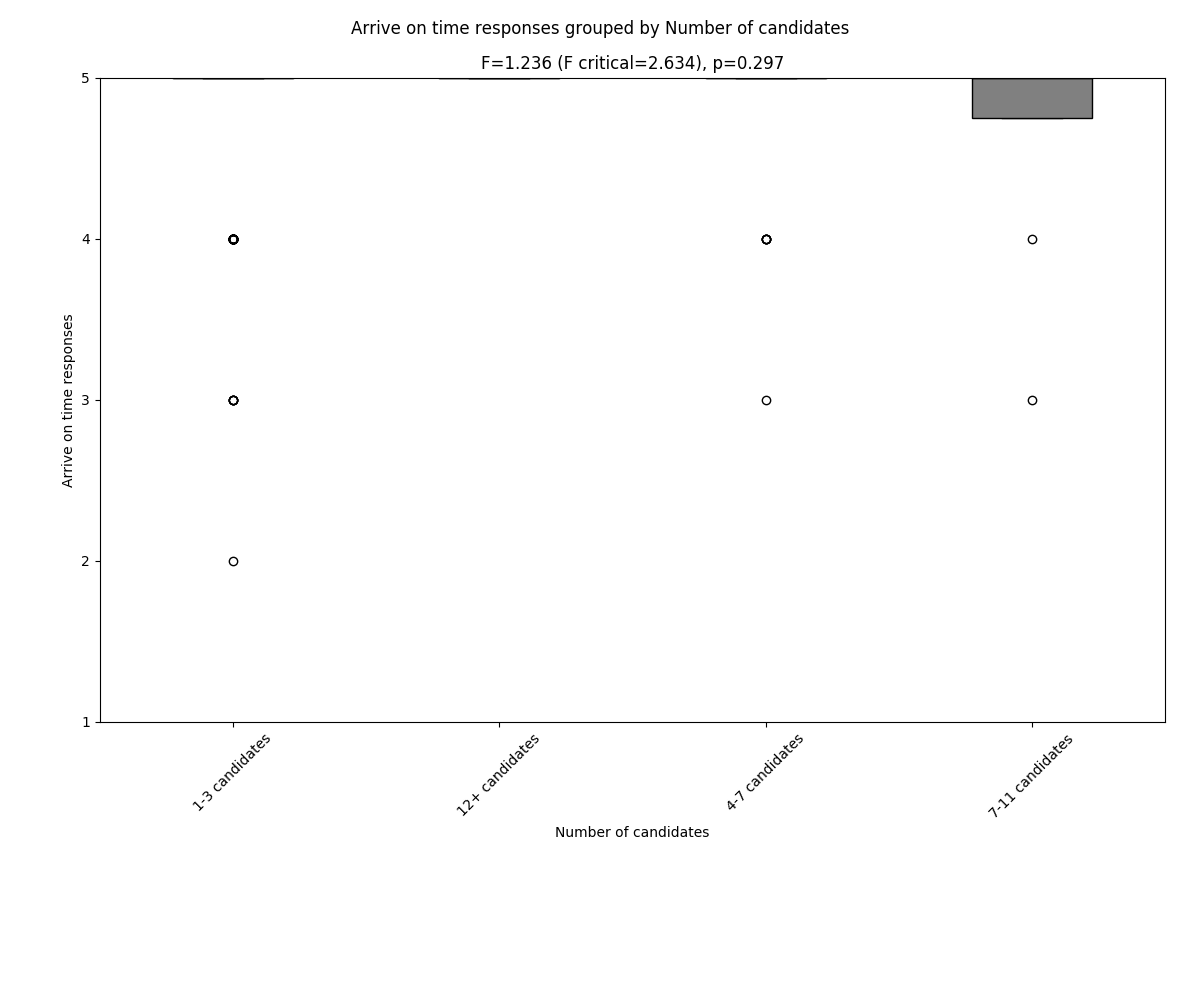 Arrive on time responses grouped by Number of candidates
F=1.236 (F critical=2.634), p=0.297
5
4
3
2
1
Arrive on time responses
1-3 candidates
12+ candidates
4-7 candidates
7-11 candidates
Number of candidates